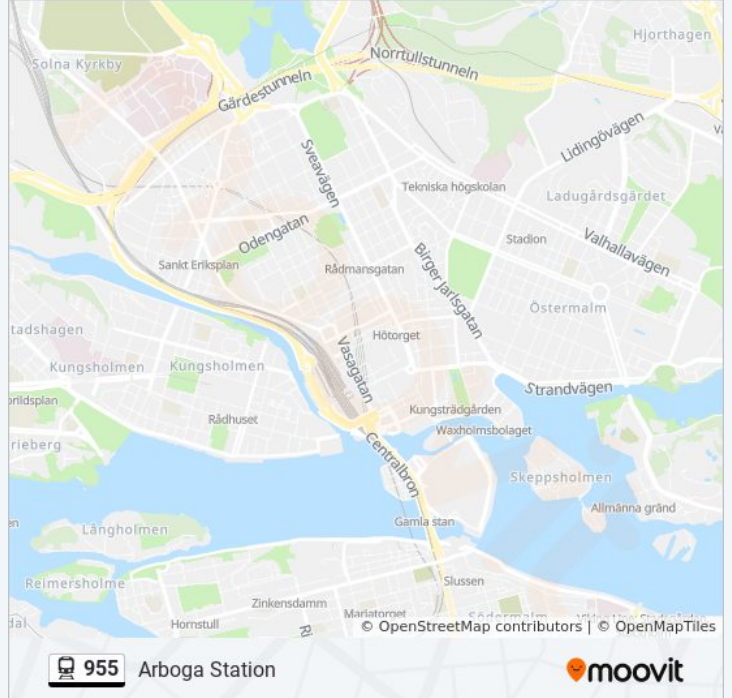 Hjorthagen
Norrtullstunneln
Solna Kyrkby
Gärdestunneln
Lidingövägen
Sveavägen
Tekniska högskolan
Ladugårdsgärdet
Odengatan
Stadion
Valhallavägen
Sankt Eriksplan
Rådmansgatan
Birger Jarlsgatan
Östermalm
tadshagen
Hötorget
Vasagatan
Kungsholmen
Kungsholmen
Strandvägen
Kungsträdgården
Rådhuset
Waxholmsbolaget
rieberg
Centralbron
Skeppsholmen
Allmänna gränd
Gamla stan
Långholmen
Reimersholme
Slussen
Zinkensdamm
Mariatorget
Hornstull
© OpenStreetMap contributors | © OpenMapTiles
955 Arboga Station
moovit